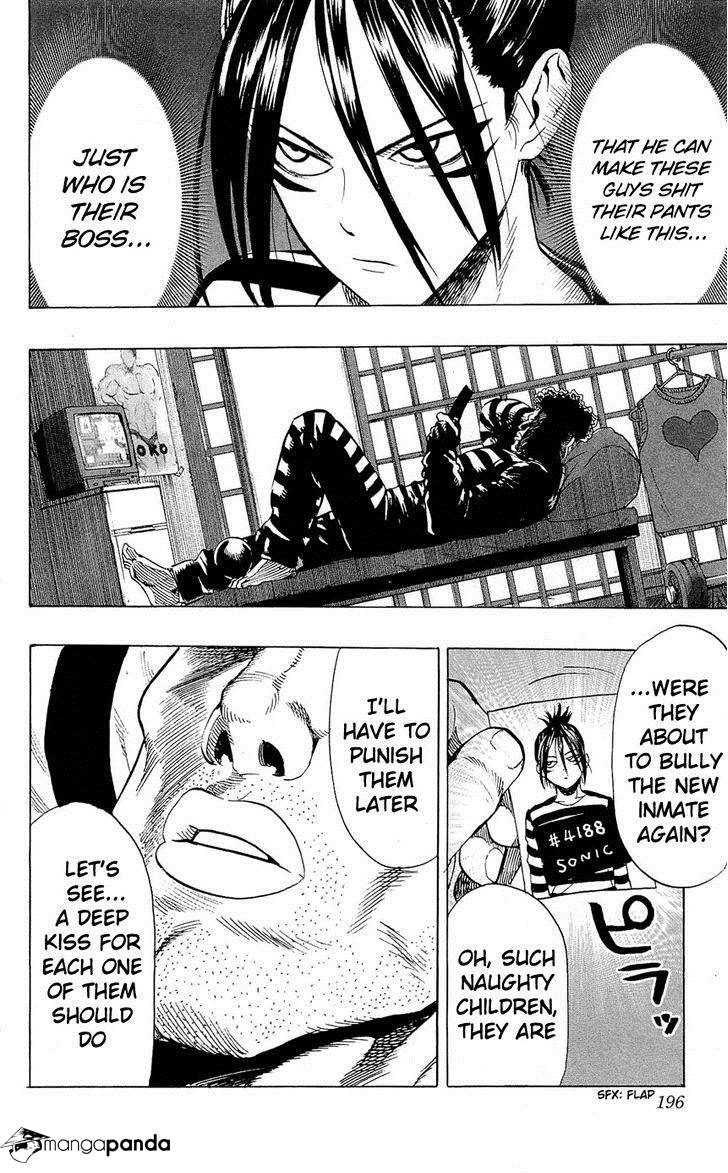 THAT HE CAN
MAKE THESE
GUYS SHIT
THEIR PANTS
LIKE THIS...
JUST
WHO IS
THEIR
BOSS...
OKO
...WERE
THEY
ABOUT
TO BULLY
THE NEW
INMATE
AGAIN?
#4188
SONIC
ピラッ
OH, SUCH
NAUGHTY
CHILDREN,
THEY ARE
I'LL
HAVE TO
PUNISH
THEM
LATER
LET'S
SEE...
A DEEP
KISS FOR
EACH ONE
OF THEM
SHOULD
DO
SFX: FLAP
196
mangapanda